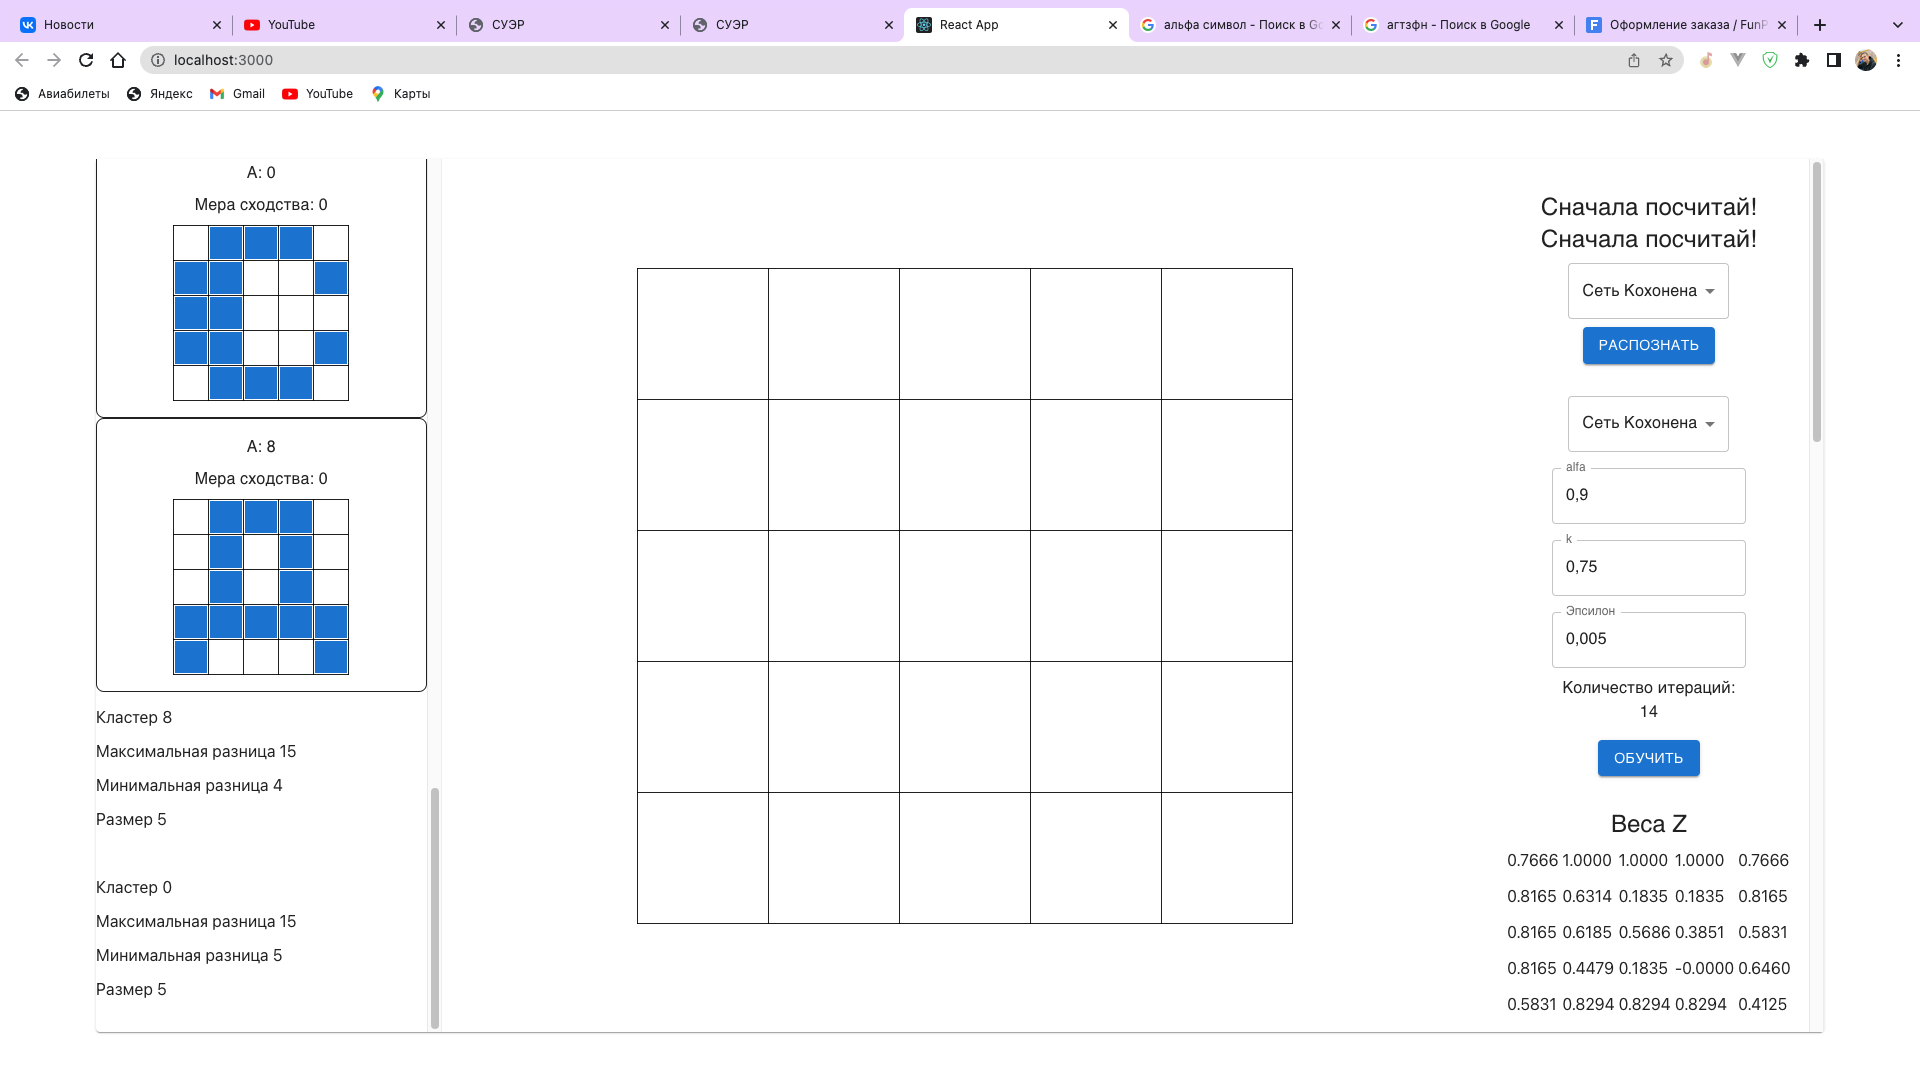 Новости
YouTube
СУЭР
СУЭР
React App
альфа символ - Поиск в Go
агтзфн - Поиск в Google
Оформление заказа / FunP
localhost:3000
Авиабилеты
Яндекс
Gmail
YouTube
Карты
A: 0
Мера сходства: 0
A: 8
Мера сходства: 0
Кластер 8
Максимальная разница 15
Минимальная разница 4
Размер 5
Кластер 0
Максимальная разница 15
Минимальная разница 5
Размер 5
Сначала посчитай!
Сначала посчитай!
Сеть Кохонена
РАСПОЗНАТЬ
Сеть Кохонена
alfa
0,9
k
0,75
Эпсилон
0,005
Количество итераций:
14
ОБУЧИТЬ
Веса Z
0.7666 1.0000 1.0000 1.0000 0.7666
0.8165 0.6314 0.1835 0.1835 0.8165
0.8165 0.6185 0.5686 0.3851 0.5831
0.8165 0.4479 0.1835 -0.0000 0.6460
0.5831 0.8294 0.8294 0.8294 0.4125